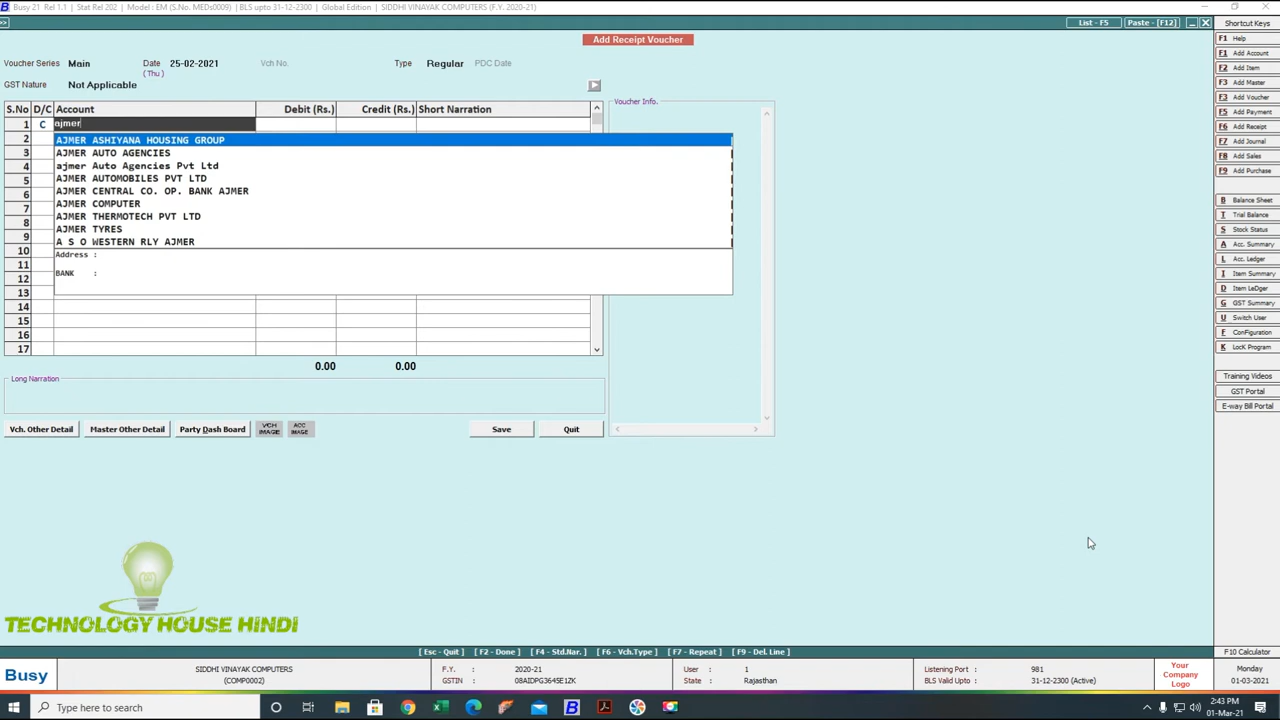 Busy 21 Rel 1.1 | Stat Rel 202 | Model : EM (S.No. MEDs0009) | BLS upto 31-12-2300 | Global Edition | SIDDHI VINAYAK COMPUTERS (F.Y. 2020-21)
>>
List - F5
Paste - [F12]
Add Receipt Voucher
Voucher Series Main Date 25-02-2021 Vch No. Type Regular PDC Date
( Thu )
GST Nature Not Applicable
S.No D/C Account Debit (Rs.) Credit (Rs.) Short Narration
1 C ajmer
2 AJMER ASHIYANA HOUSING GROUP
3 AJMER AUTO AGENCIES
4 ajmer Auto Agencies Pvt Ltd
5 AJMER AUTOMOBILES PVT LTD
6 AJMER CENTRAL CO. OP. BANK AJMER
7 AJMER COMPUTER
8 AJMER THERMOTECH PVT LTD
9 AJMER TYRES
10 A S O WESTERN RLY AJMER
11 Address :
12 BANK :
13
14
15
16
17
0.00 0.00
Long Narration
Vch. Other Detail
Master Other Detail
Party Dash Board
VCH IMAGE
ACC IMAGE
Save
Quit
Voucher Info.
Shortcut Keys
F1 Help
F1 Add Account
F2 Add Item
F3 Add Master
F3 Add Voucher
F5 Add Payment
F6 Add Receipt
F7 Add Journal
F8 Add Sales
F9 Add Purchase
B Balance Sheet
T Trial Balance
S Stock Status
A Acc. Summary
L Acc. Ledger
I Item Summary
D Item LeDger
G GST Summary
U Switch User
F ConFiguration
K LocK Program
Training Videos
GST Portal
E-way Bill Portal
TECHNOLOGY HOUSE HINDI
[ Esc - Quit ] [ F2 - Done ] [ F4 - Std.Nar. ] [ F6 - Vch.Type ] [ F7 - Repeat ] [ F9 - Del. Line ]
F10 Calculator
Busy
SIDDHI VINAYAK COMPUTERS
(COMP0002)
F.Y. : 2020-21
GSTIN : 08AIDPG3645E1ZK
User : 1
State : Rajasthan
Listening Port : 981
BLS Valid Upto : 31-12-2300 (Active)
Your
Company
Logo
Monday
01-03-2021
Type here to search
2:43 PM
01-Mar-21